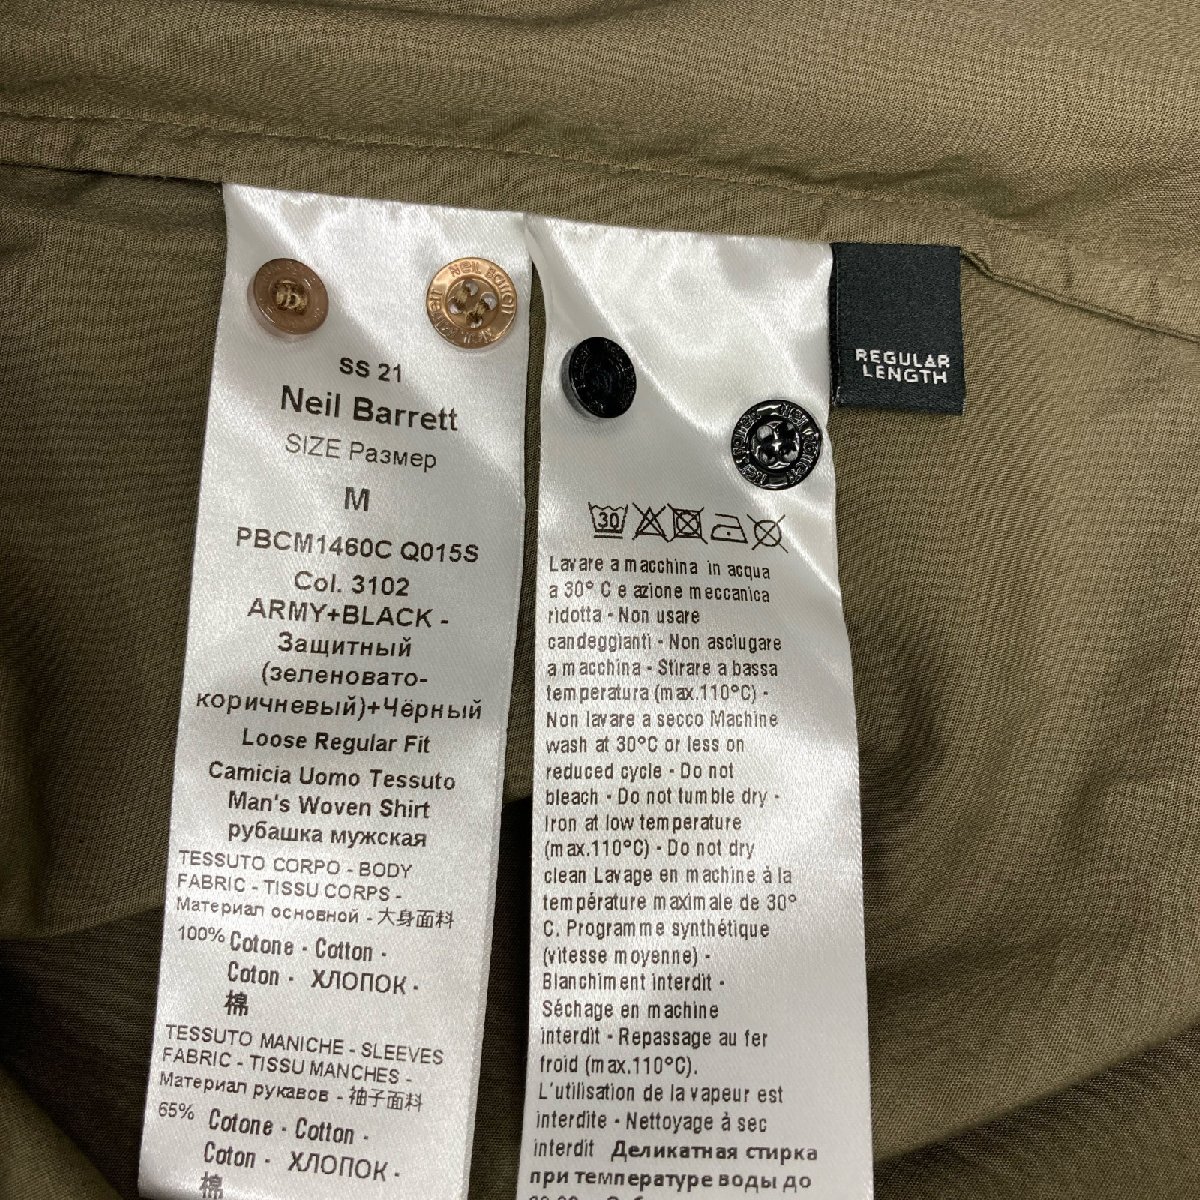 SS 21
Neil Barrett
SIZE Размер
M
PBCM1460C Q015S
Col. 3102
ARMY+BLACK -
Защитный
(зеленовато-
коричневый)+Чёрный
Loose Regular Fit
Camicia Uomo Tessuto
Man's Woven Shirt
рубашка мужская
TESSUTO CORPO - BODY
FABRIC - TISSU CORPS -
Материал основной - 大身面料
100% Cotone - Cotton -
Coton - ХЛОПОК -
棉
TESSUTO MANICHE - SLEEVES
FABRIC - TISSU MANCHES -
Материал рукавов - 袖子面料
65% Cotone - Cotton -
Coton - ХЛОПОК -
棉
30
Lavare a macchina in acqua
a 30° C e azione meccanica
ridotta - Non usare
candeggianti - Non asciugare
a macchina - Stirare a bassa
temperatura (max.110°C) -
Non lavare a secco Machine
wash at 30°C or less on
reduced cycle - Do not
bleach - Do not tumble dry -
Iron at low temperature
(max.110°C) - Do not dry
clean Lavage en machine à la
température maximale de 30°
C. Programme synthétique
(vitesse moyenne) -
Blanchiment interdit -
Séchage en machine
interdit - Repassage au fer
froid (max.110°C).
L'utilisation de la vapeur est
interdite - Nettoyage à sec
interdit Деликатная стирка
при температуре воды до
REGULAR
LENGTH
NEIL BARRETT